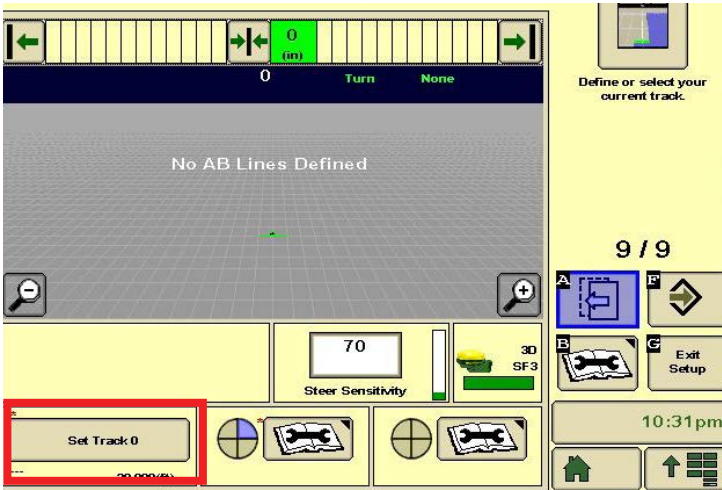 0
(in)
0 Turn None
No AB Lines Defined
Define or select your
current track.
9 / 9
A
F
B
G
Exit
Setup
70
Steer Sensitivity
3D
SF3
10:31pm
*
Set Track 0
---
*